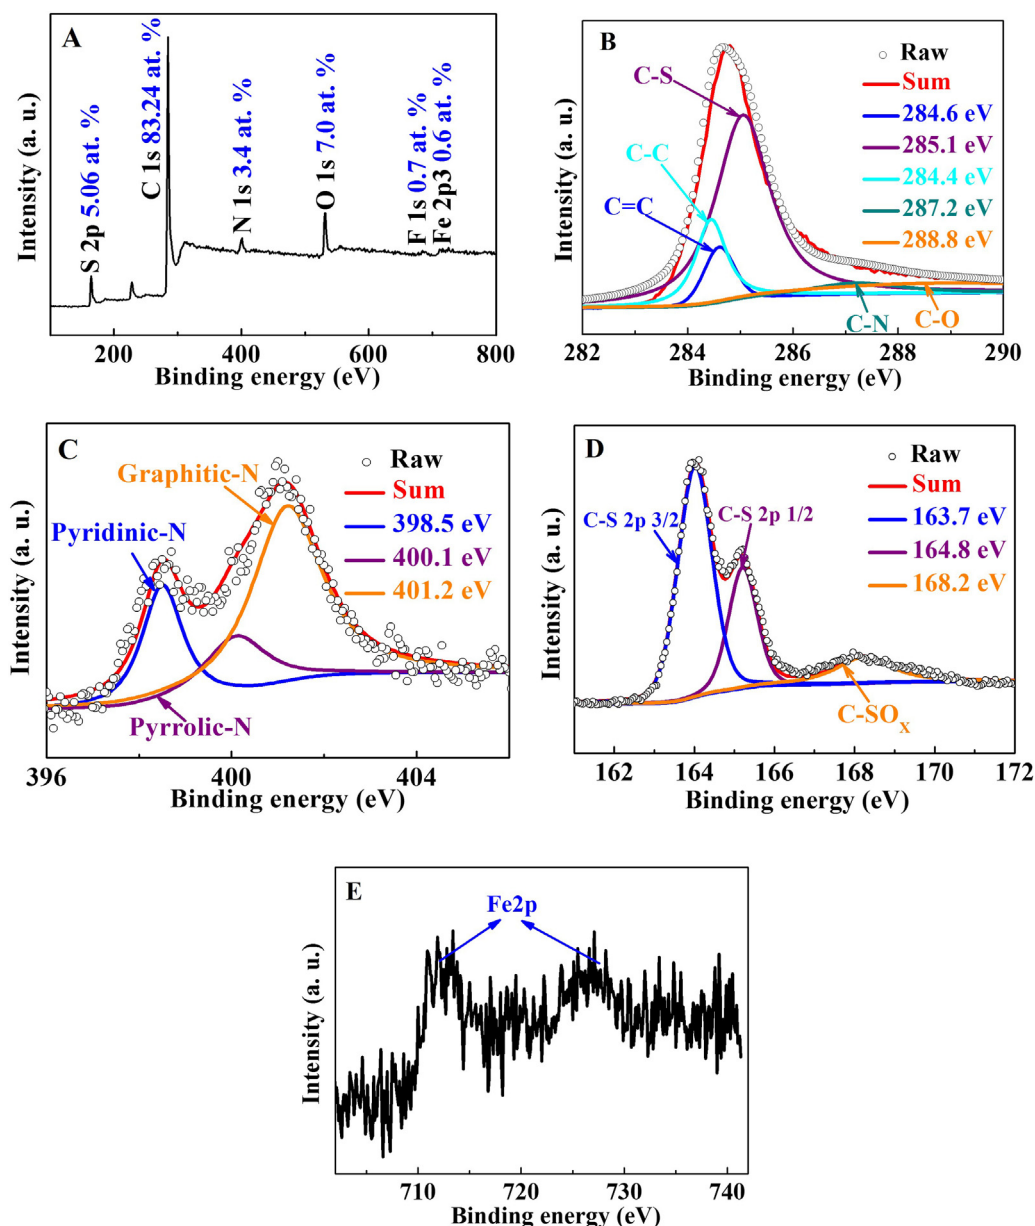 A
S 2p 5.06 at. %
C 1s 83.24 at. %
N 1s 3.4 at. %
O 1s 7.0 at. %
F 1s 0.7 at. %
Fe 2p3 0.6 at. %
Intensity (a. u.)
200 400 600 800
Binding energy (eV)
B
C-S
C-C
C=C
C-N
C-O
Raw
Sum
284.6 eV
285.1 eV
284.4 eV
287.2 eV
288.8 eV
Intensity (a. u.)
282 284 286 288 290
Binding energy (eV)
C
Graphitic-N
Pyridinic-N
Pyrrolic-N
Raw
Sum
398.5 eV
400.1 eV
401.2 eV
Intensity (a. u.)
396 400 404
Binding energy (eV)
D
C-S 2p 3/2
C-S 2p 1/2
C-SOX
Raw
Sum
163.7 eV
164.8 eV
168.2 eV
Intensity (a. u.)
162 164 166 168 170 172
Binding energy (eV)
E
Fe2p
Intensity (a. u.)
710 720 730 740
Binding energy (eV)